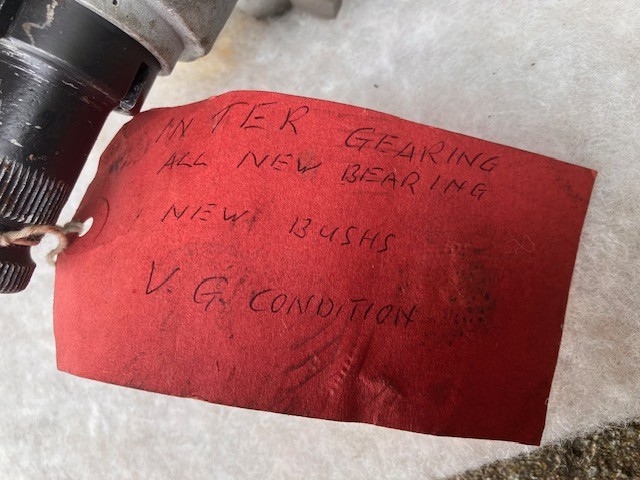 INTER GEARING
ALL NEW BEARING
NEW BUSHS
V. G. CONDITION